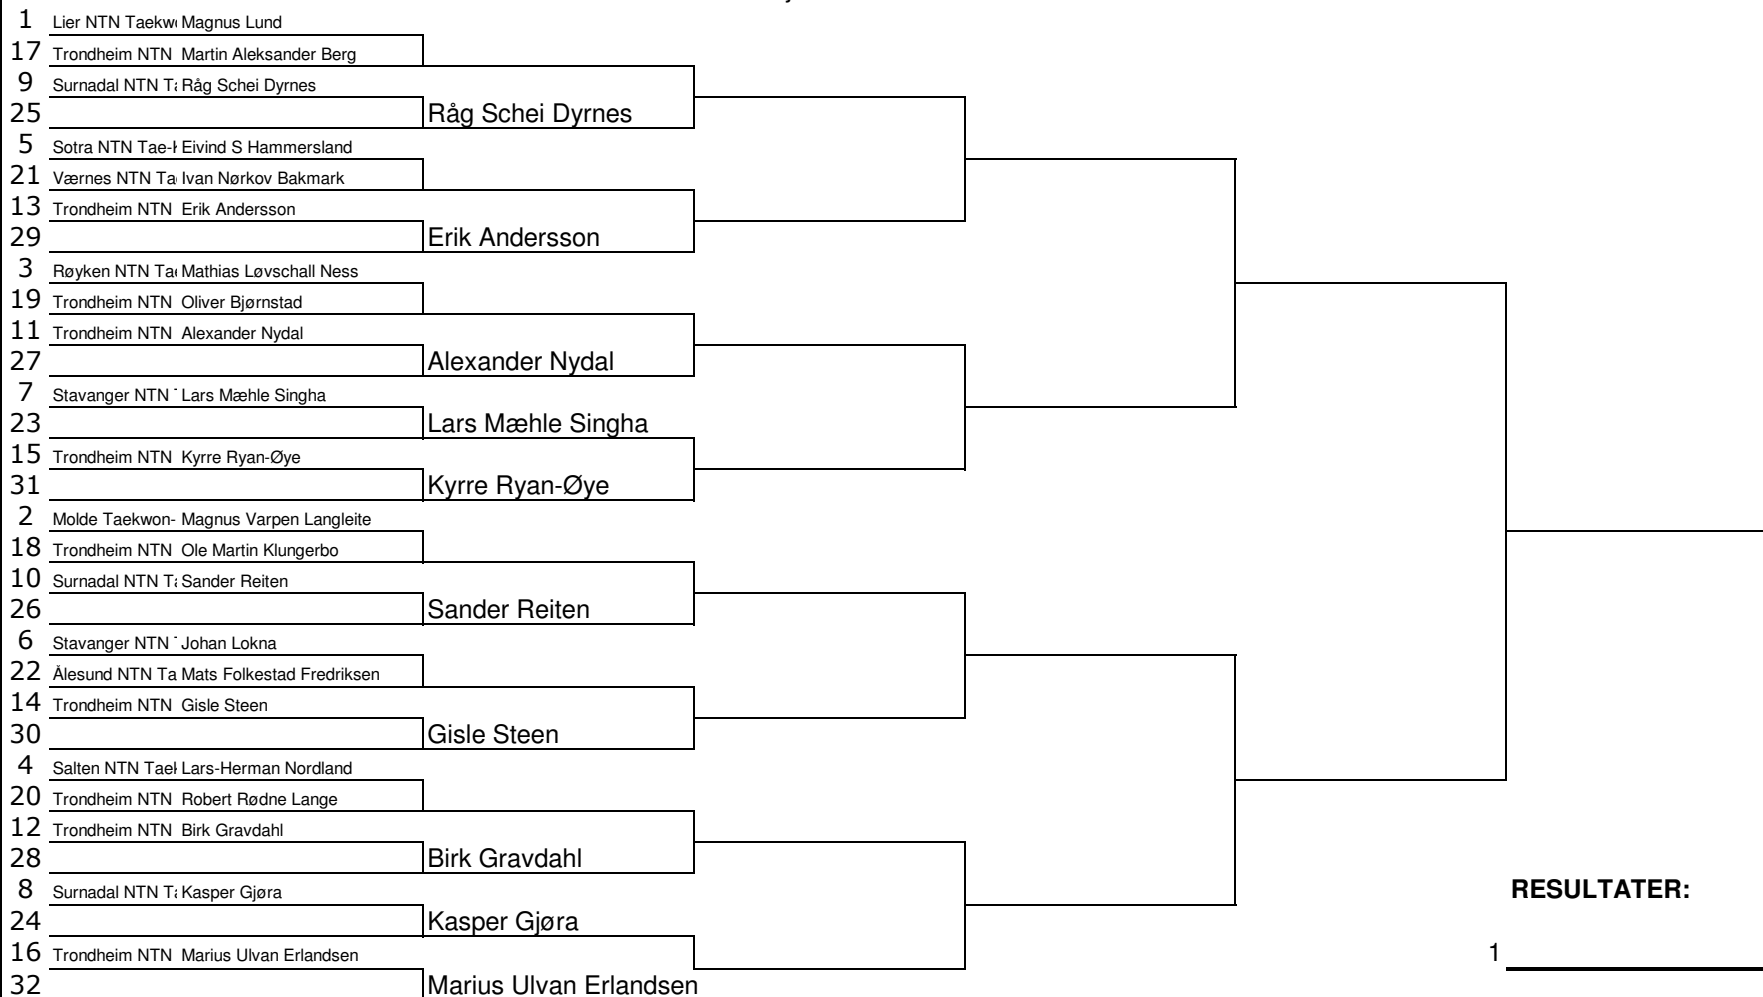 1 Lier NTN Taekw Magnus Lund
17 Trondheim NTN Martin Aleksander Berg
9 Surnadal NTN Ta Råg Schei Dyrnes
25 Råg Schei Dyrnes
5 Sotra NTN Tae-k Eivind S Hammersland
21 Værnes NTN Ta Ivan Nørkov Bakmark
13 Trondheim NTN Erik Andersson
29 Erik Andersson
3 Røyken NTN Tae Mathias Løvschall Ness
19 Trondheim NTN Oliver Bjørnstad
11 Trondheim NTN Alexander Nydal
27 Alexander Nydal
7 Stavanger NTN Lars Mæhle Singha
23 Lars Mæhle Singha
15 Trondheim NTN Kyrre Ryan-Øye
31 Kyrre Ryan-Øye
2 Molde Taekwon- Magnus Varpen Langleite
18 Trondheim NTN Ole Martin Klungerbo
10 Surnadal NTN Ta Sander Reiten
26 Sander Reiten
6 Stavanger NTN Johan Lokna
22 Ålesund NTN Ta Mats Folkestad Fredriksen
14 Trondheim NTN Gisle Steen
30 Gisle Steen
4 Salten NTN Taek Lars-Herman Nordland
20 Trondheim NTN Robert Rødne Lange
12 Trondheim NTN Birk Gravdahl
28 Birk Gravdahl
8 Surnadal NTN Ta Kasper Gjøra
RESULTATER:
24 Kasper Gjøra
16 Trondheim NTN Marius Ulvan Erlandsen
1
32 Marius Ulvan Erlandsen